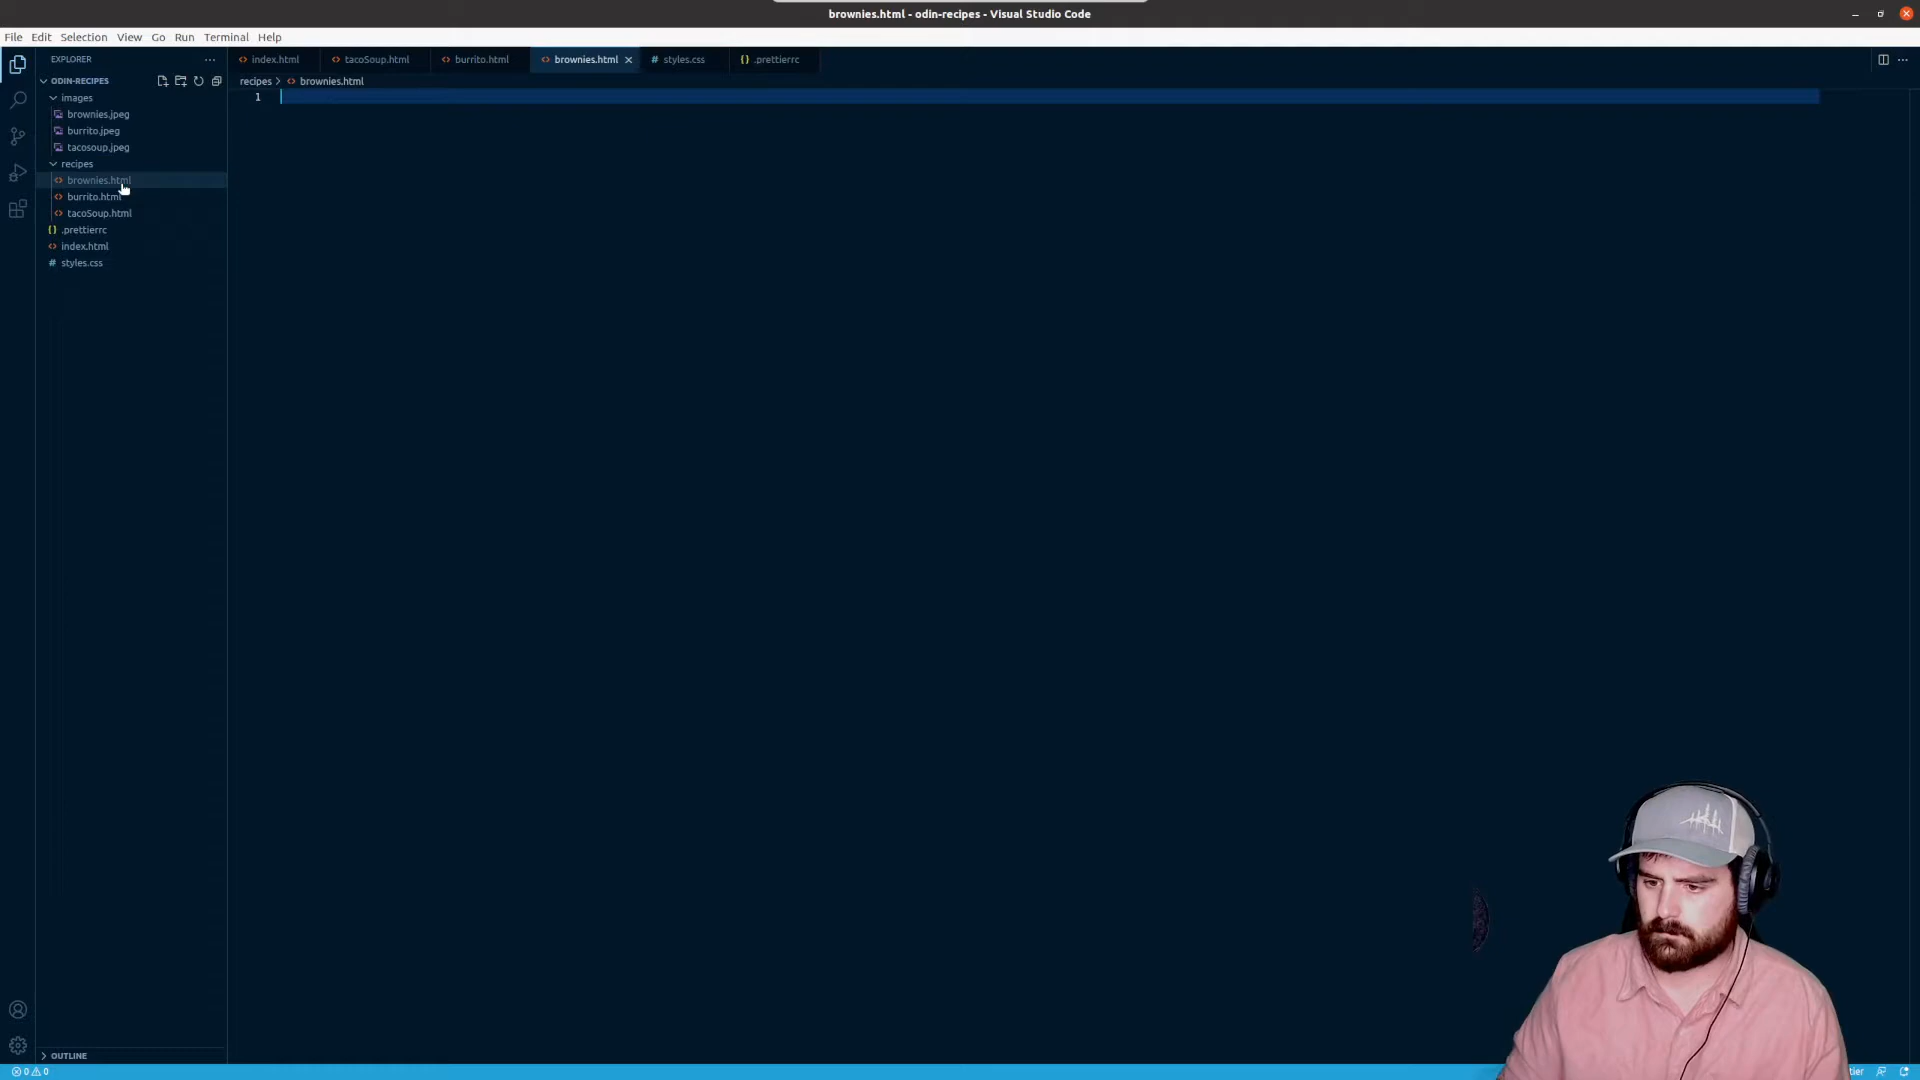 brownies.html - odin-recipes - Visual Studio Code
File Edit Selection View Go Run Terminal Help
EXPLORER
index.html tacoSoup.html burrito.html brownies.html styles.css .prettierrc
ODIN-RECIPES
recipes > brownies.html
images
1
brownies.jpeg
burrito.jpeg
tacosoup.jpeg
recipes
brownies.html
burrito.html
tacoSoup.html
.prettierrc
index.html
styles.css
OUTLINE
0 0